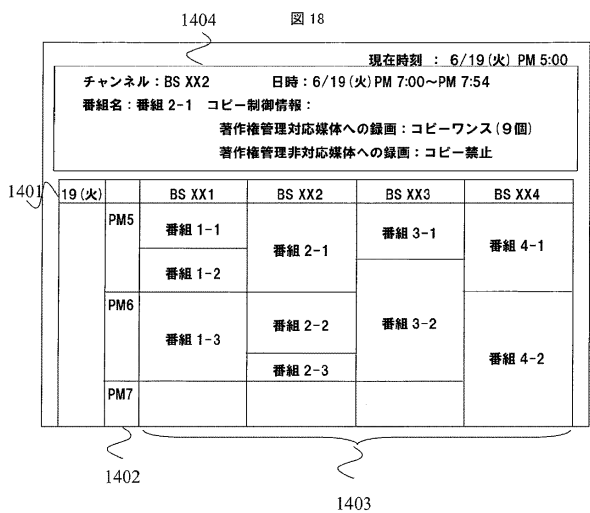 1404
図 18
現在時刻 : 6/19(火) PM 5:00
チャンネル：BS XX2 日時：6/19(火)PM 7:00～PM 7:54
番組名：番組 2-1 コピー制御情報：
著作権管理対応媒体への録画：コピーワンス（９個）
著作権管理非対応媒体への録画：コピー禁止
1401
19(火) BS XX1 BS XX2 BS XX3 BS XX4
PM5
番組 1-1
番組 2-1
番組 3-1
番組 4-1
番組 1-2
PM6
番組 1-3
番組 2-2
番組 3-2
番組 4-2
番組 2-3
PM7
1402
1403